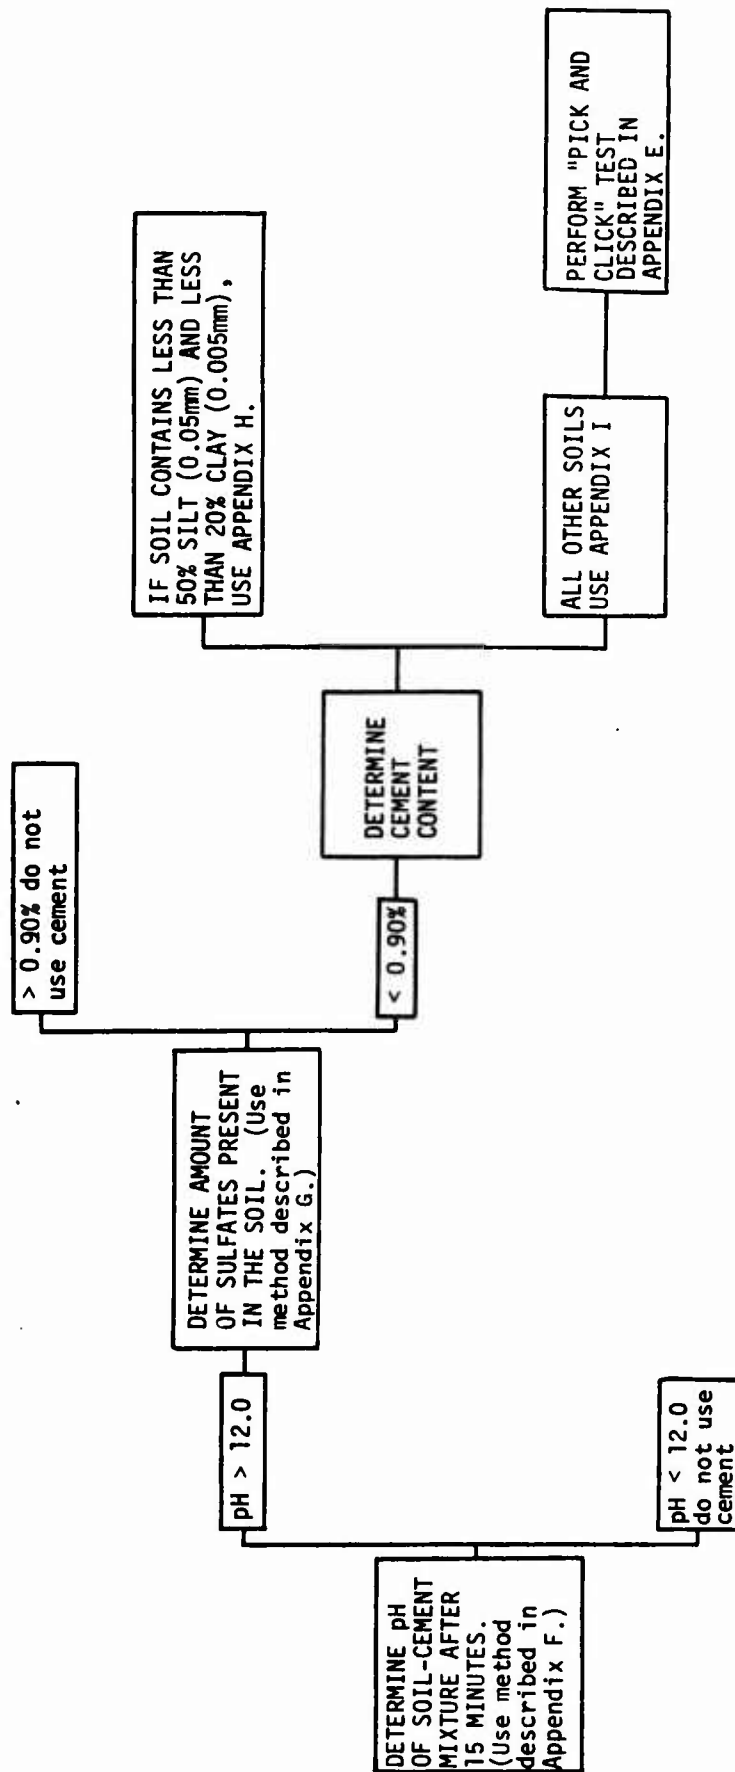 DETERMINE pH
OF SOIL-CEMENT
MIXTURE AFTER
15 MINUTES.
(Use method
described in
Appendix F.)
pH > 12.0
pH < 12.0
do not use
cement
DETERMINE AMOUNT
OF SULFATES PRESENT
IN THE SOIL. (Use
method described in
Appendix G.)
> 0.90% do not
use cement
< 0.90%
DETERMINE
CEMENT
CONTENT
IF SOIL CONTAINS LESS THAN
50% SILT (0.05mm) AND LESS
THAN 20% CLAY (0.005mm),
USE APPENDIX H.
ALL OTHER SOILS
USE APPENDIX I
PERFORM "PICK AND
CLICK" TEST
DESCRIBED IN
APPENDIX E.